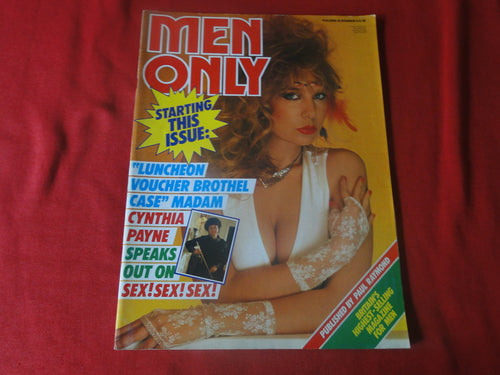 MEN
ONLY
STARTING
THIS
ISSUE:
"LUNCHEON
VOUCHER BROTHEL
CASE" MADAM
CYNTHIA
PAYNE
SPEAKS
OUT ON
SEX! SEX! SEX!
PUBLISHED BY PAUL RAYMOND
BRITAIN'S
HIGHEST-SELLING
MAGAZINE
FOR MEN